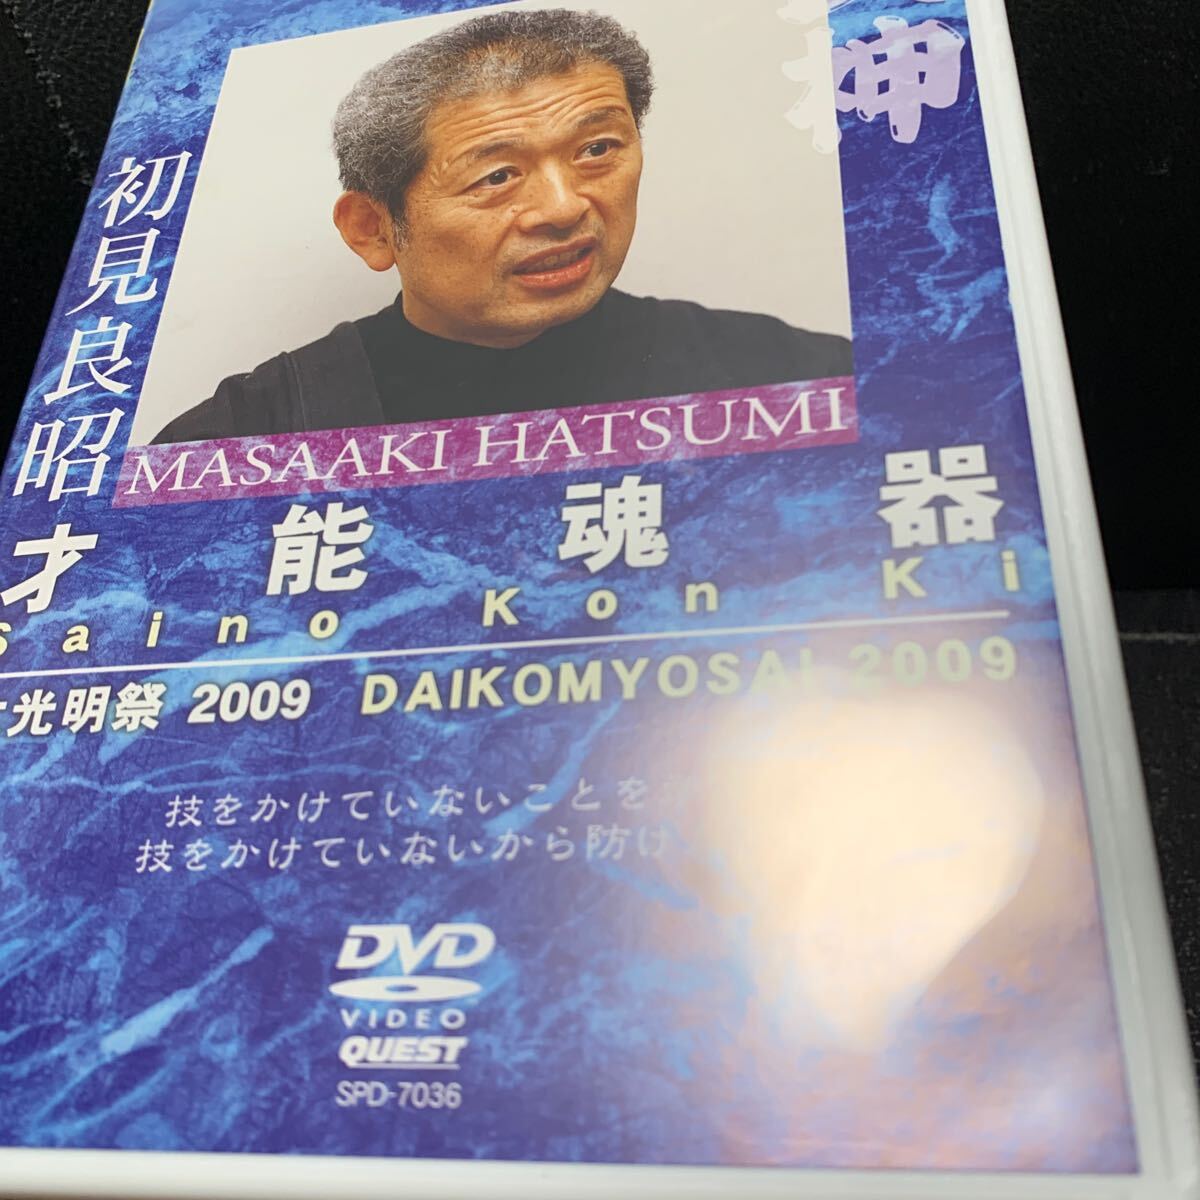 神
初見良昭
MASAAKI HATSUMI
才能魂器
Saino Kon Ki
光明祭 2009 DAIKOMYOSAI 2009
技をかけていないことを
技をかけていないから防け
DVD
VIDEO
QUEST
SPD-7036